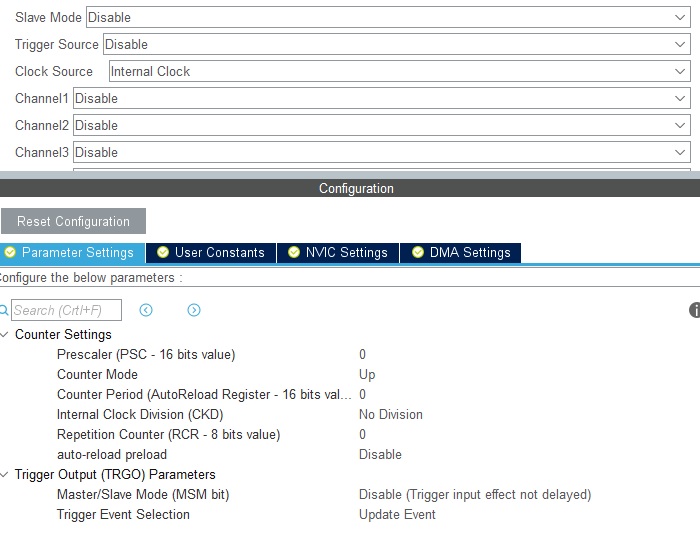 Slave Mode Disable
Trigger Source Disable
Clock Source Internal Clock
Channel1 Disable
Channel2 Disable
Channel3 Disable
Configuration
Reset Configuration
Parameter Settings User Constants NVIC Settings DMA Settings
Configure the below parameters :
Search (Crtl+F)
Counter Settings
Prescaler (PSC - 16 bits value) 0
Counter Mode Up
Counter Period (AutoReload Register - 16 bits val... 0
Internal Clock Division (CKD) No Division
Repetition Counter (RCR - 8 bits value) 0
auto-reload preload Disable
Trigger Output (TRGO) Parameters
Master/Slave Mode (MSM bit) Disable (Trigger input effect not delayed)
Trigger Event Selection Update Event